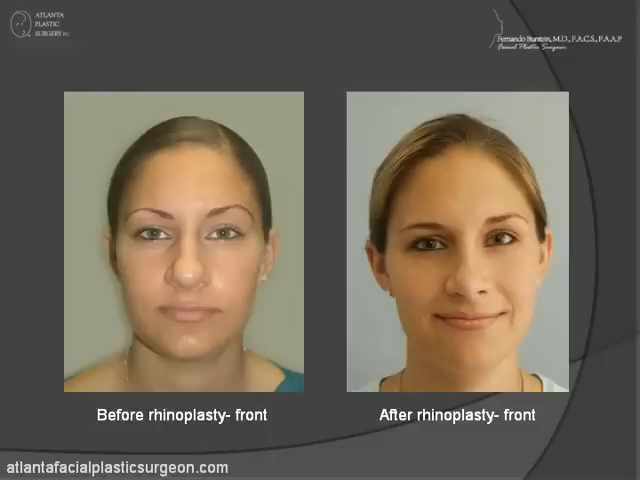 ATLANTA
PLASTIC
SURGERY P.C.
Fernando Burstein, M.D., F.A.C.S., F.A.A.P
Facial Plastic Surgeon
Before rhinoplasty- front
After rhinoplasty- front
atlantafacialplasticsurgeon.com